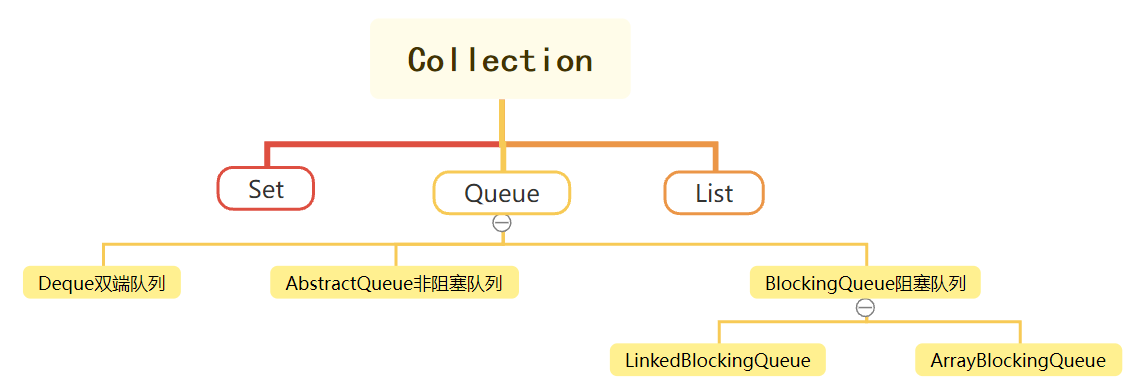 Collection
Set
Queue
List
Deque双端队列
AbstractQueue非阻塞队列
BlockingQueue阻塞队列
LinkedBlockingQueue
ArrayBlockingQueue